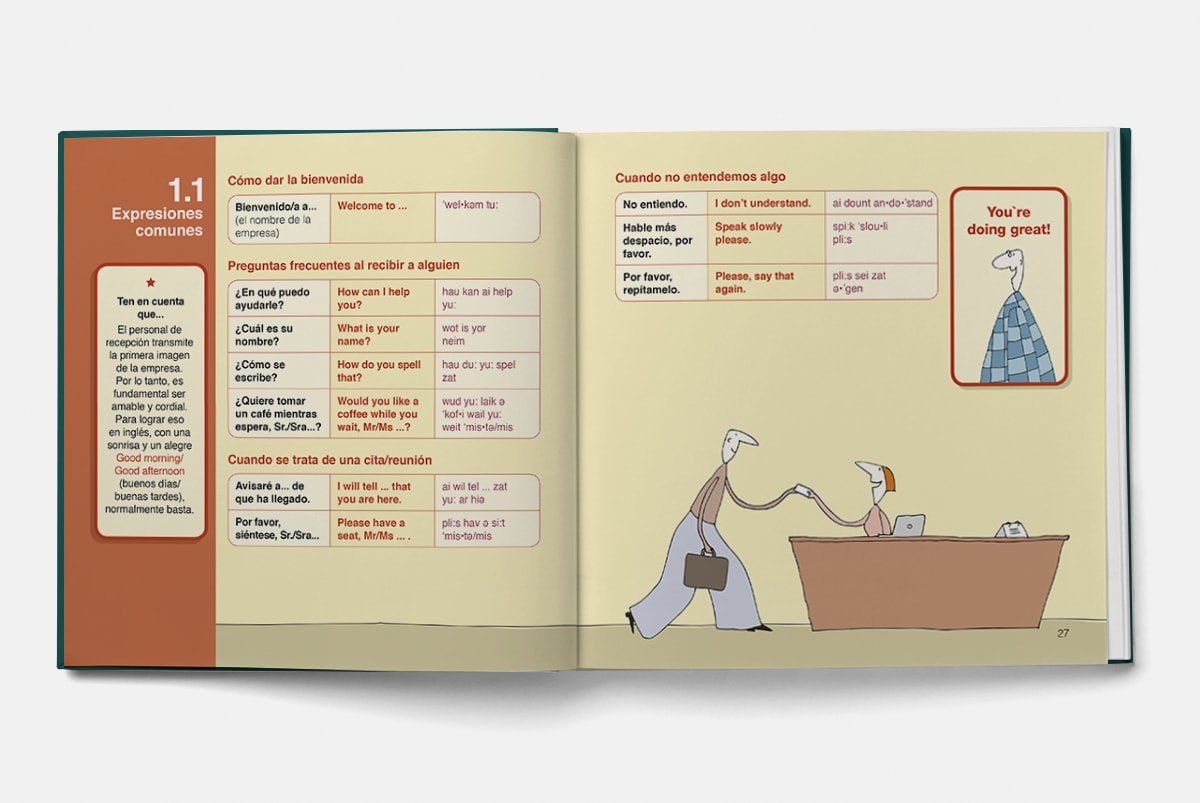 1.1
Expresiones
comunes
★
Ten en cuenta
que...
El personal de
recepción transmite
la primera imagen
de la empresa.
Por lo tanto, es
fundamental ser
amable y cordial.
Para lograr eso
en inglés, con una
sonrisa y un alegre
Good morning/
Good afternoon
(buenos días/
buenas tardes),
normalmente basta.
Cómo dar la bienvenida
Bienvenido/a a...
(el nombre de la
empresa)
Welcome to ...
'wel•kəm tu:
Preguntas frecuentes al recibir a alguien
¿En qué puedo
ayudarle?
How can I help
you?
hau kan ai help
yu:
¿Cuál es su
nombre?
What is your
name?
wot is yor
neim
¿Cómo se
escribe?
How do you spell
that?
hau du: yu: spel
zat
¿Quiere tomar
un café mientras
espera, Sr./Sra...?
Would you like a
coffee while you
wait, Mr/Ms ...?
wud yu: laik ə
'kof•i wail yu:
weit 'mis•tə/mis
Cuando se trata de una cita/reunión
Avisaré a... de
que ha llegado.
I will tell ... that
you are here.
ai wil tel ... zat
yu: ar hiə
Por favor,
siéntese, Sr./Sra...
Please have a
seat, Mr/Ms ... .
pli:s hav ə si:t
'mis•tə/mis
Cuando no entendemos algo
No entiendo.
I don't understand.
ai dount an•də•'stand
Hable más
despacio, por
favor.
Speak slowly
please.
spi:k 'slou•li
pli:s
Por favor,
repítamelo.
Please, say that
again.
pli:s sei zat
ə•'gen
You`re
doing great!
27